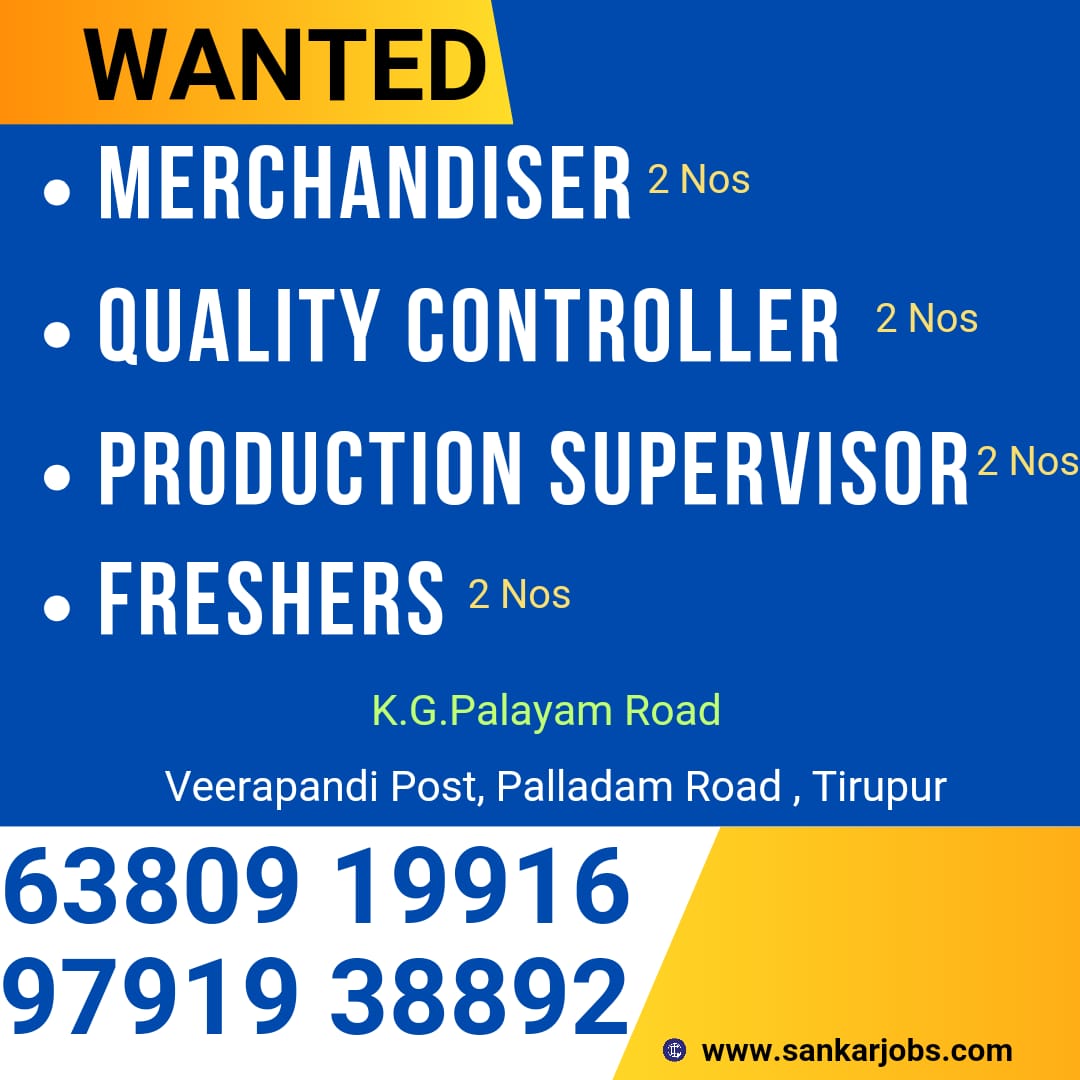 WANTED
• MERCHANDISER 2 Nos
• QUALITY CONTROLLER 2 Nos
• PRODUCTION SUPERVISOR 2 Nos
• FRESHERS 2 Nos
K.G.Palayam Road
Veerapandi Post, Palladam Road , Tirupur
63809 19916
97919 38892
www.sankarjobs.com